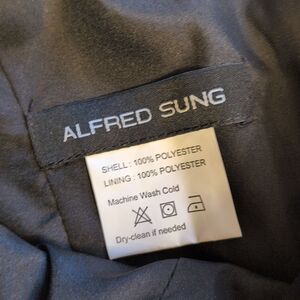 ALFRED SUNG
SHELL : 100% POLYESTER
LINING : 100% POLYESTER
Machine Wash Cold
Dry-clean if needed